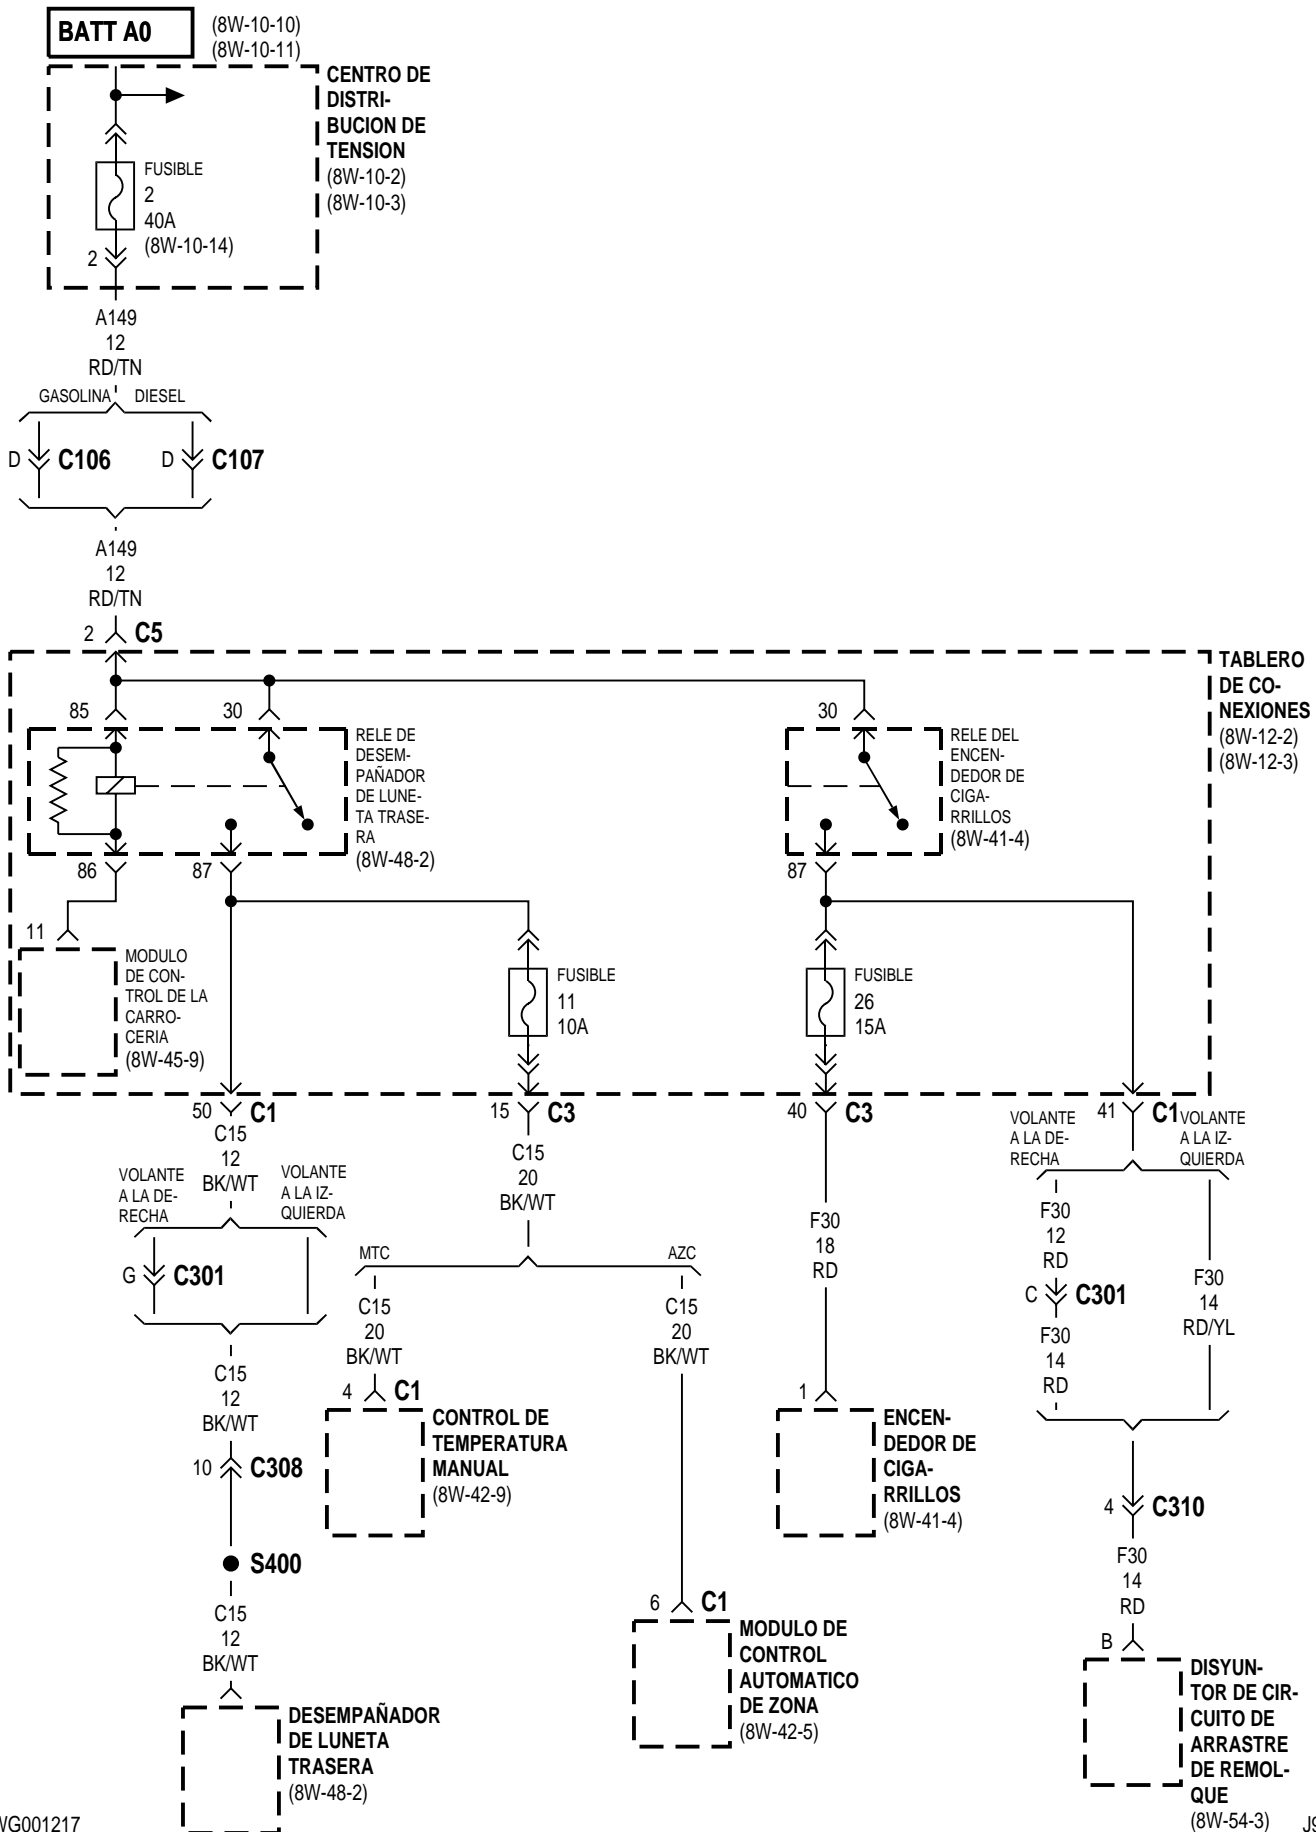 BATT A0
(8W-10-10)
(8W-10-11)
CENTRO DE
DISTRI-
BUCION DE
TENSION
(8W-10-2)
(8W-10-3)
FUSIBLE
2
40A
(8W-10-14)
2
A149
12
RD/TN
GASOLINA
DIESEL
D
C106
D
C107
A149
12
RD/TN
2
C5
TABLERO
DE CO-
NEXIONES
(8W-12-2)
(8W-12-3)
85
30
30
RELE DE
DESEM-
PAÑADOR
DE LUNE-
TA TRASE-
RA
(8W-48-2)
RELE DEL
ENCEN-
DEDOR DE
CIGA-
RRILLOS
(8W-41-4)
86
87
87
11
MODULO
DE CON-
TROL DE LA
CARRO-
CERIA
(8W-45-9)
FUSIBLE
11
10A
FUSIBLE
26
15A
50
C1
15
C3
40
C3
41
C1
C15
12
BK/WT
VOLANTE
A LA DE-
RECHA
VOLANTE
A LA IZ-
QUIERDA
G
C301
C15
12
BK/WT
10
C308
S400
C15
12
BK/WT
DESEMPAÑADOR
DE LUNETA
TRASERA
(8W-48-2)
C15
20
BK/WT
MTC
AZC
C15
20
BK/WT
4
C1
CONTROL DE
TEMPERATURA
MANUAL
(8W-42-9)
C15
20
BK/WT
6
C1
MODULO DE
CONTROL
AUTOMATICO
DE ZONA
(8W-42-5)
F30
18
RD
1
ENCEN-
DEDOR DE
CIGA-
RRILLOS
(8W-41-4)
VOLANTE
A LA DE-
RECHA
VOLANTE
A LA IZ-
QUIERDA
F30
12
RD
C
C301
F30
14
RD
F30
14
RD/YL
4
C310
F30
14
RD
B
DISYUN-
TOR DE CIR-
CUITO DE
ARRASTRE
DE REMOL-
QUE
(8W-54-3)
WG001217